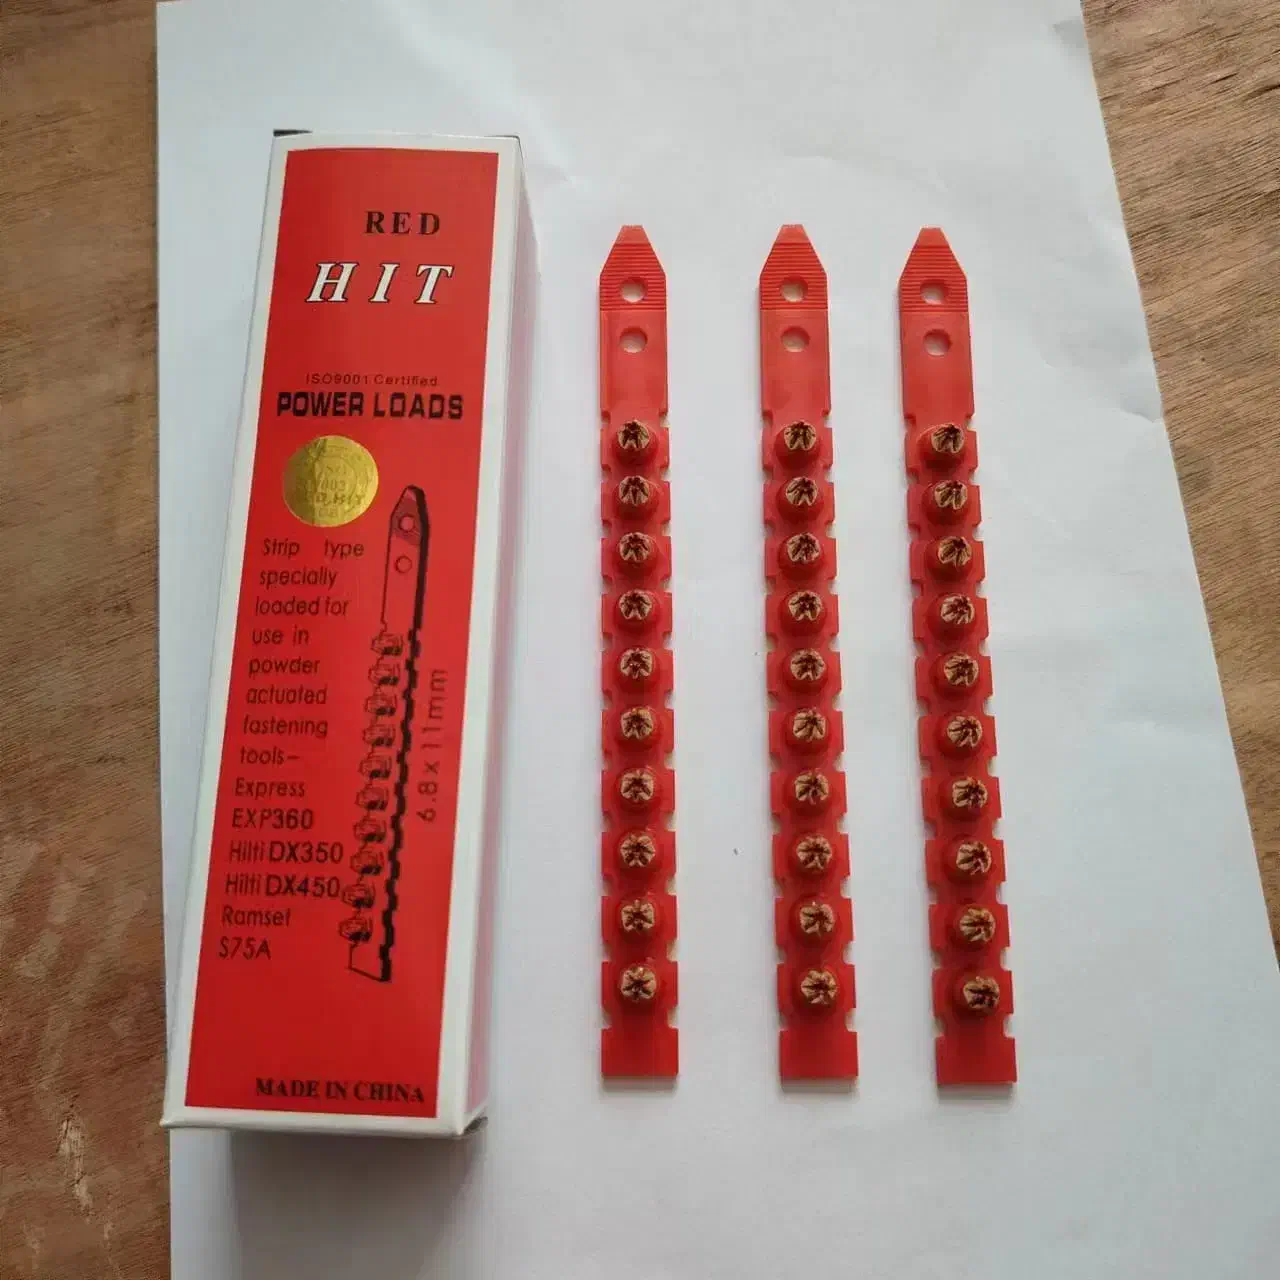 RED
HIT
ISO9001 Certified
POWER LOADS
Strip type
specially
loaded for
use in
powder
actuated
fastening
tools-
Express
EXP360
Hilti DX350
Hilti DX450
Ramset
S75A
6.8x11mm
MADE IN CHINA